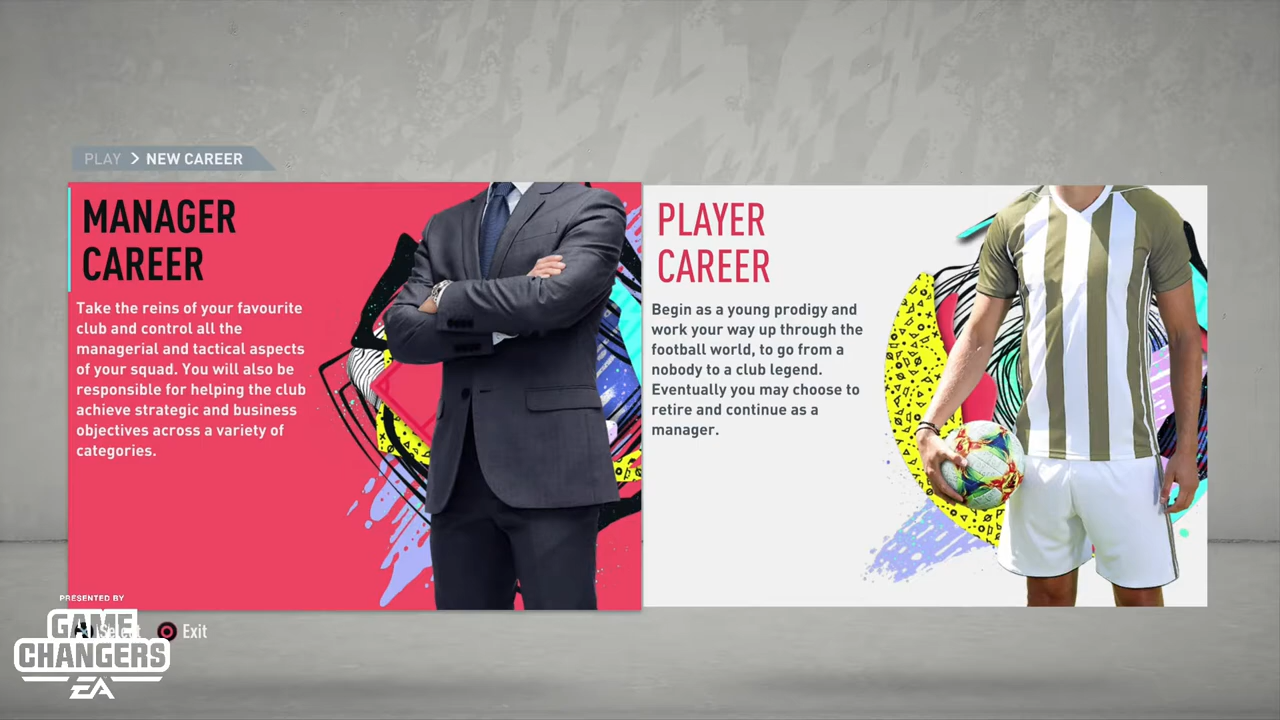 PLAY > NEW CAREER
MANAGER
CAREER
Take the reins of your favourite
club and control all the
managerial and tactical aspects
of your squad. You will also be
responsible for helping the club
achieve strategic and business
objectives across a variety of
categories.
PLAYER
CAREER
Begin as a young prodigy and
work your way up through the
football world, to go from a
nobody to a club legend.
Eventually you may choose to
retire and continue as a
manager.
PRESENTED BY
GAME
CHANGERS
EA
Select Exit